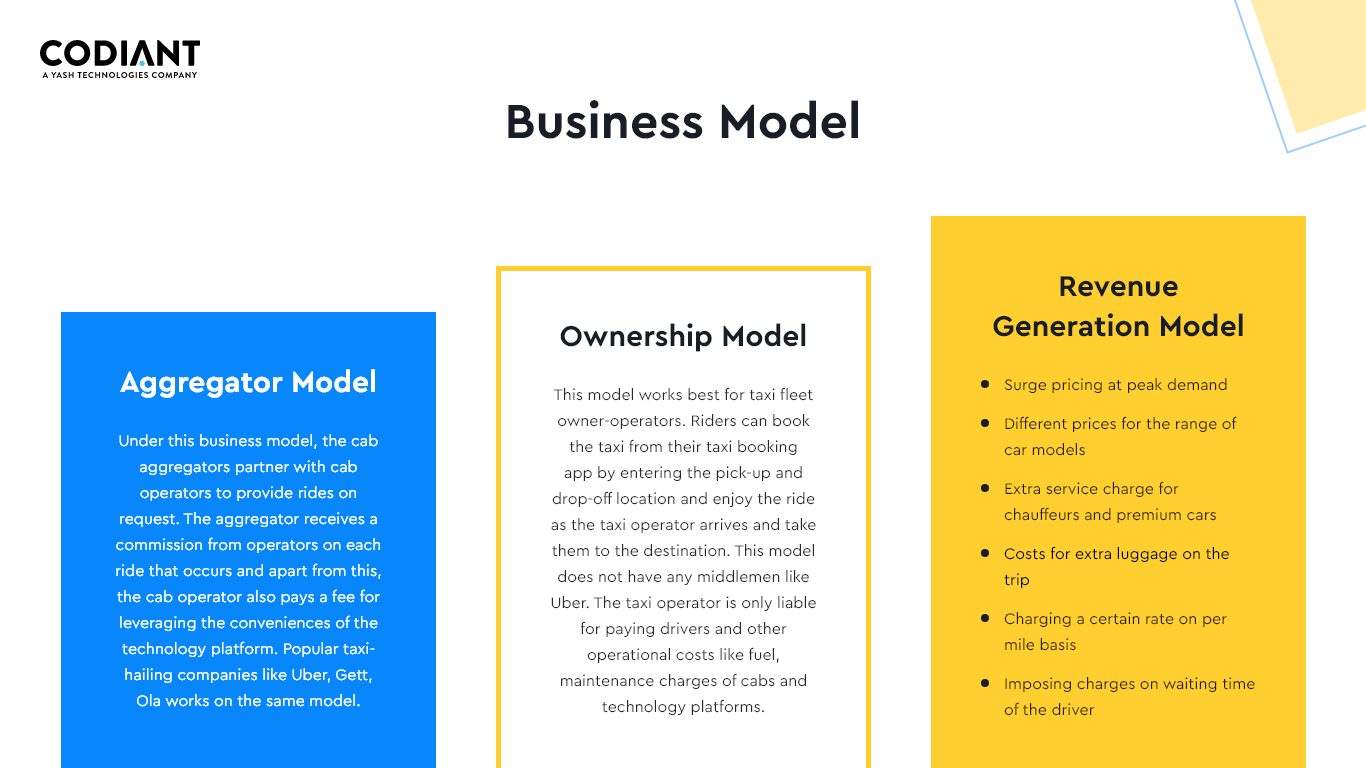 CODIANT
A YASH TECHNOLOGIES COMPANY
Business Model
Aggregator Model
Under this business model, the cab
aggregators partner with cab
operators to provide rides on
request. The aggregator receives a
commission from operators on each
ride that occurs and apart from this,
the cab operator also pays a fee for
leveraging the conveniences of the
technology platform. Popular taxi-
hailing companies like Uber, Gett,
Ola works on the same model.
Ownership Model
This model works best for taxi fleet
owner-operators. Riders can book
the taxi from their taxi booking
app by entering the pick-up and
drop-off location and enjoy the ride
as the taxi operator arrives and take
them to the destination. This model
does not have any middlemen like
Uber. The taxi operator is only liable
for paying drivers and other
operational costs like fuel,
maintenance charges of cabs and
technology platforms.
Revenue
Generation Model
• Surge pricing at peak demand
• Different prices for the range of
car models
• Extra service charge for
chauffeurs and premium cars
• Costs for extra luggage on the
trip
• Charging a certain rate on per
mile basis
• Imposing charges on waiting time
of the driver